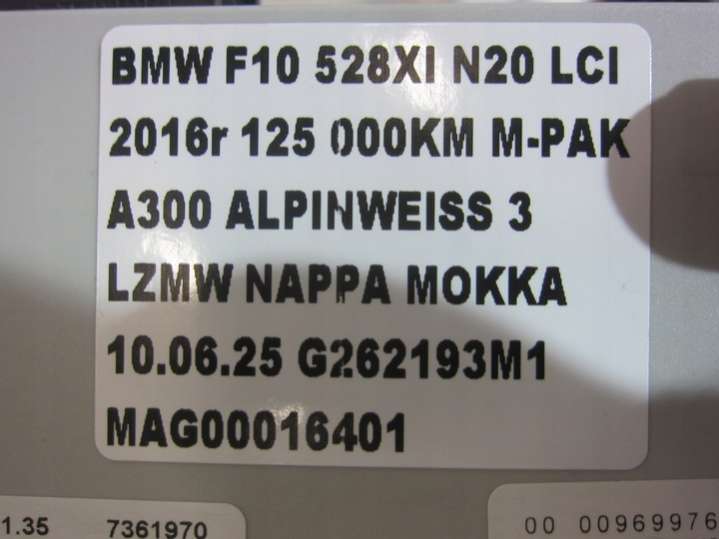 BMW F10 528XI N20 LCI
2016r 125 000KM M-PAK
A300 ALPINWEISS 3
LZMW NAPPA MOKKA
10.06.25 G262193M1
MAG00016401
1.35 7361970
00 00969976